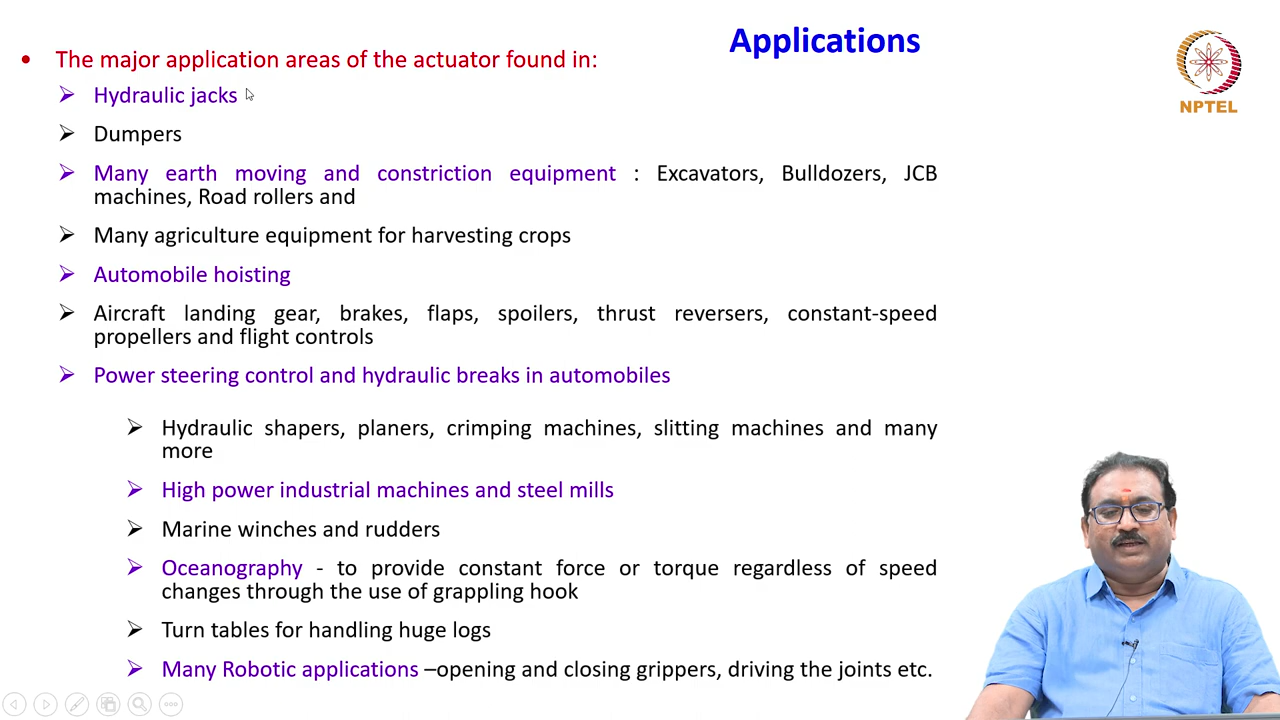 Applications
• The major application areas of the actuator found in:
➢ Hydraulic jacks
➢ Dumpers
➢ Many earth moving and constriction equipment : Excavators, Bulldozers, JCB
machines, Road rollers and
➢ Many agriculture equipment for harvesting crops
➢ Automobile hoisting
➢ Aircraft landing gear, brakes, flaps, spoilers, thrust reversers, constant-speed
propellers and flight controls
➢ Power steering control and hydraulic breaks in automobiles
➢ Hydraulic shapers, planers, crimping machines, slitting machines and many
more
➢ High power industrial machines and steel mills
➢ Marine winches and rudders
➢ Oceanography - to provide constant force or torque regardless of speed
changes through the use of grappling hook
➢ Turn tables for handling huge logs
➢ Many Robotic applications –opening and closing grippers, driving the joints etc.
NPTEL